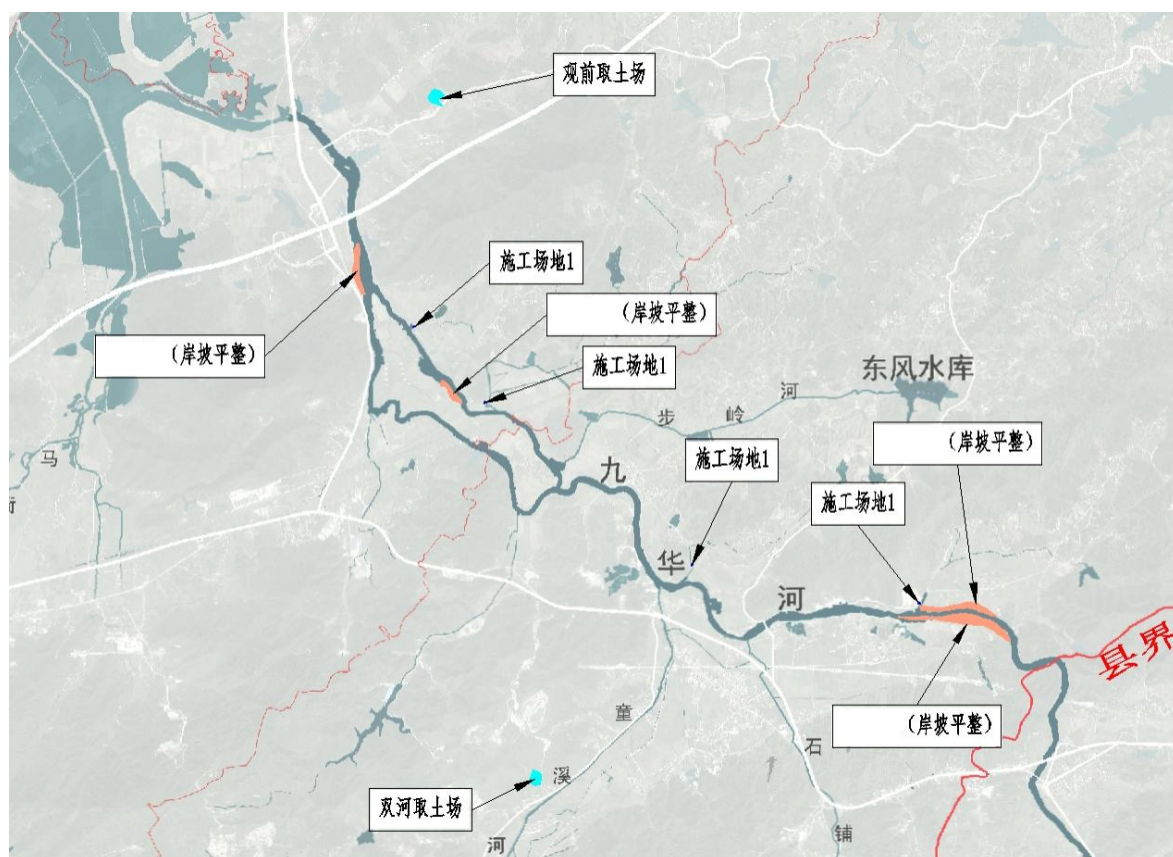 观前取土场
施工场地1
（岸坡平整）
（岸坡平整）
施工场地1
东风水库
步岭河
（岸坡平整）
马
施工场地1
施工场地1
九华河
县界
（岸坡平整）
童溪河
石铺
双河取土场